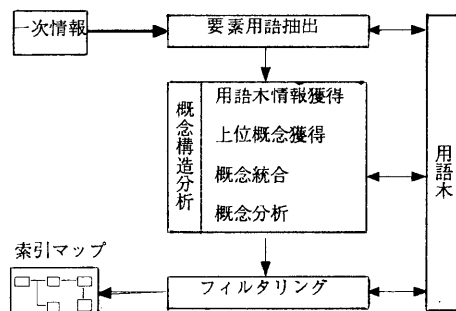 一次情報
要素用語抽出
概念構造分析
用語木情報獲得
上位概念獲得
概念統合
概念分析
用語木
索引マップ
フィルタリング